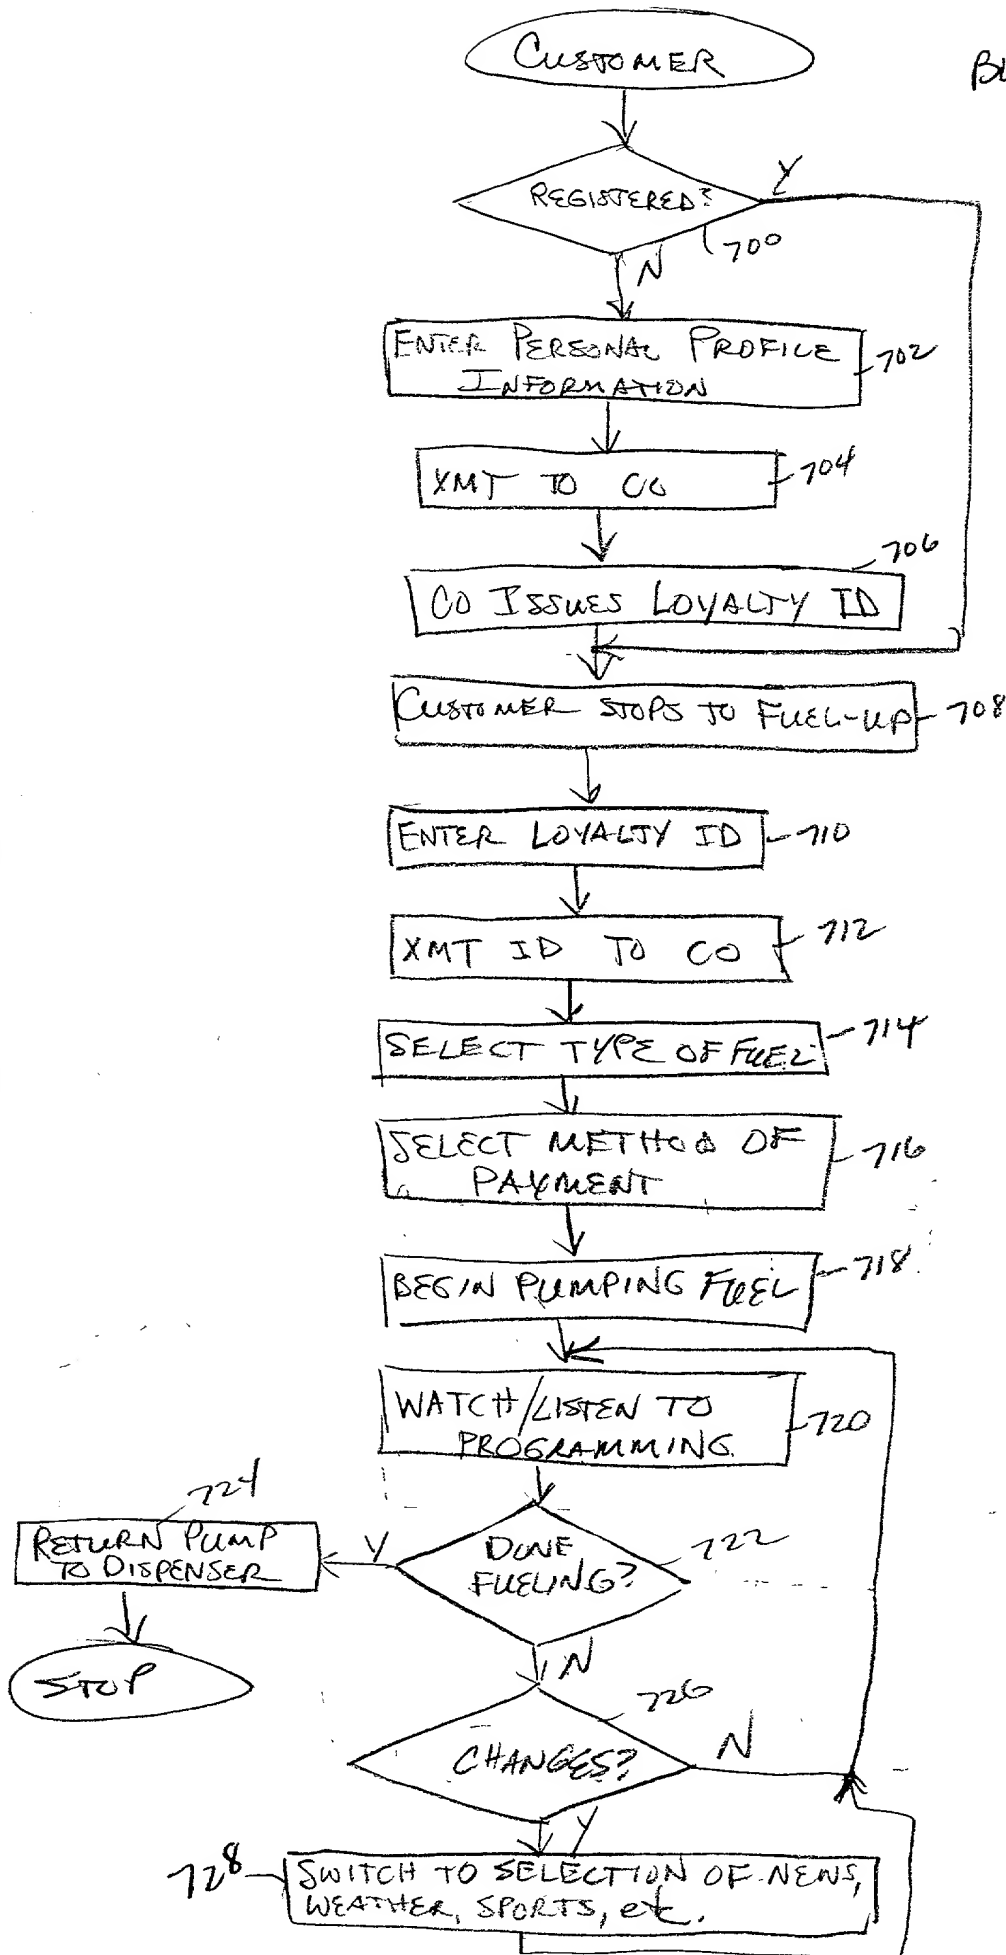 CUSTOMER
REGISTERED?
Y
700
N
ENTER PERSONAL PROFILE
INFORMATION
702
XMT TO CO
704
706
CO ISSUES LOYALTY ID
CUSTOMER STOPS TO FUEL-UP
708
ENTER LOYALTY ID
710
XMT ID TO CO
712
SELECT TYPE OF FUEL
714
SELECT METHOD OF
PAYMENT
716
BEGIN PUMPING FUEL
718
WATCH/LISTEN TO
PROGRAMMING
720
724
RETURN PUMP
TO DISPENSER
Y
DONE
FUELING?
722
STOP
N
726
CHANGES?
N
Y
728
SWITCH TO SELECTION OF NEWS,
WEATHER, SPORTS, etc.